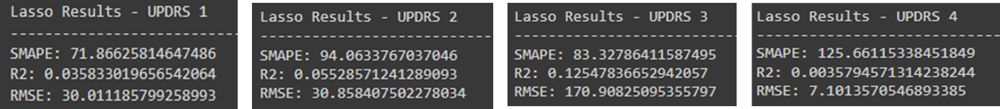 Lasso Results - UPDRS 1
----------------------------
SMAPE: 71.86625814647486
R2: 0.035833019656542064
RMSE: 30.011185799258993
Lasso Results - UPDRS 2
----------------------------
SMAPE: 94.0633767037046
R2: 0.05528571241289093
RMSE: 30.858407502278034
Lasso Results - UPDRS 3
---------------------------
SMAPE: 83.32786411587495
R2: 0.12547836652942057
RMSE: 170.90825095355797
Lasso Results - UPDRS 4
-----------------------------
SMAPE: 125.66115338451849
R2: 0.0035794571314238244
RMSE: 7.1013570546893385